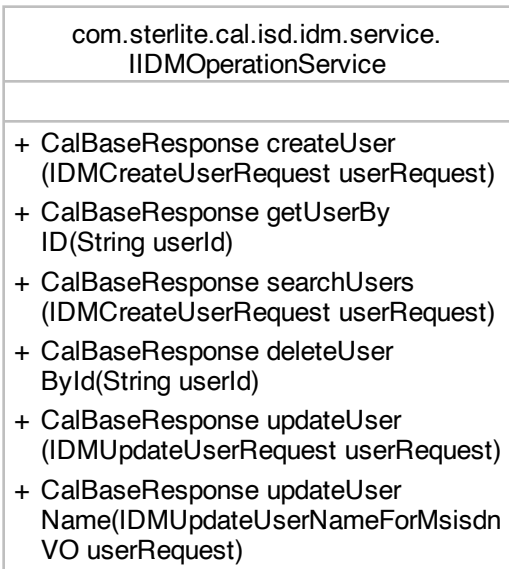 com.sterlite.cal.isd.idm.service.
IIDMOperationService
+ CalBaseResponse createUser
(IDMCreateUserRequest userRequest)
+ CalBaseResponse getUserBy
ID(String userId)
+ CalBaseResponse searchUsers
(IDMCreateUserRequest userRequest)
+ CalBaseResponse deleteUser
ById(String userId)
+ CalBaseResponse updateUser
(IDMUpdateUserRequest userRequest)
+ CalBaseResponse updateUser
Name(IDMUpdateUserNameForMsisdn
VO userRequest)